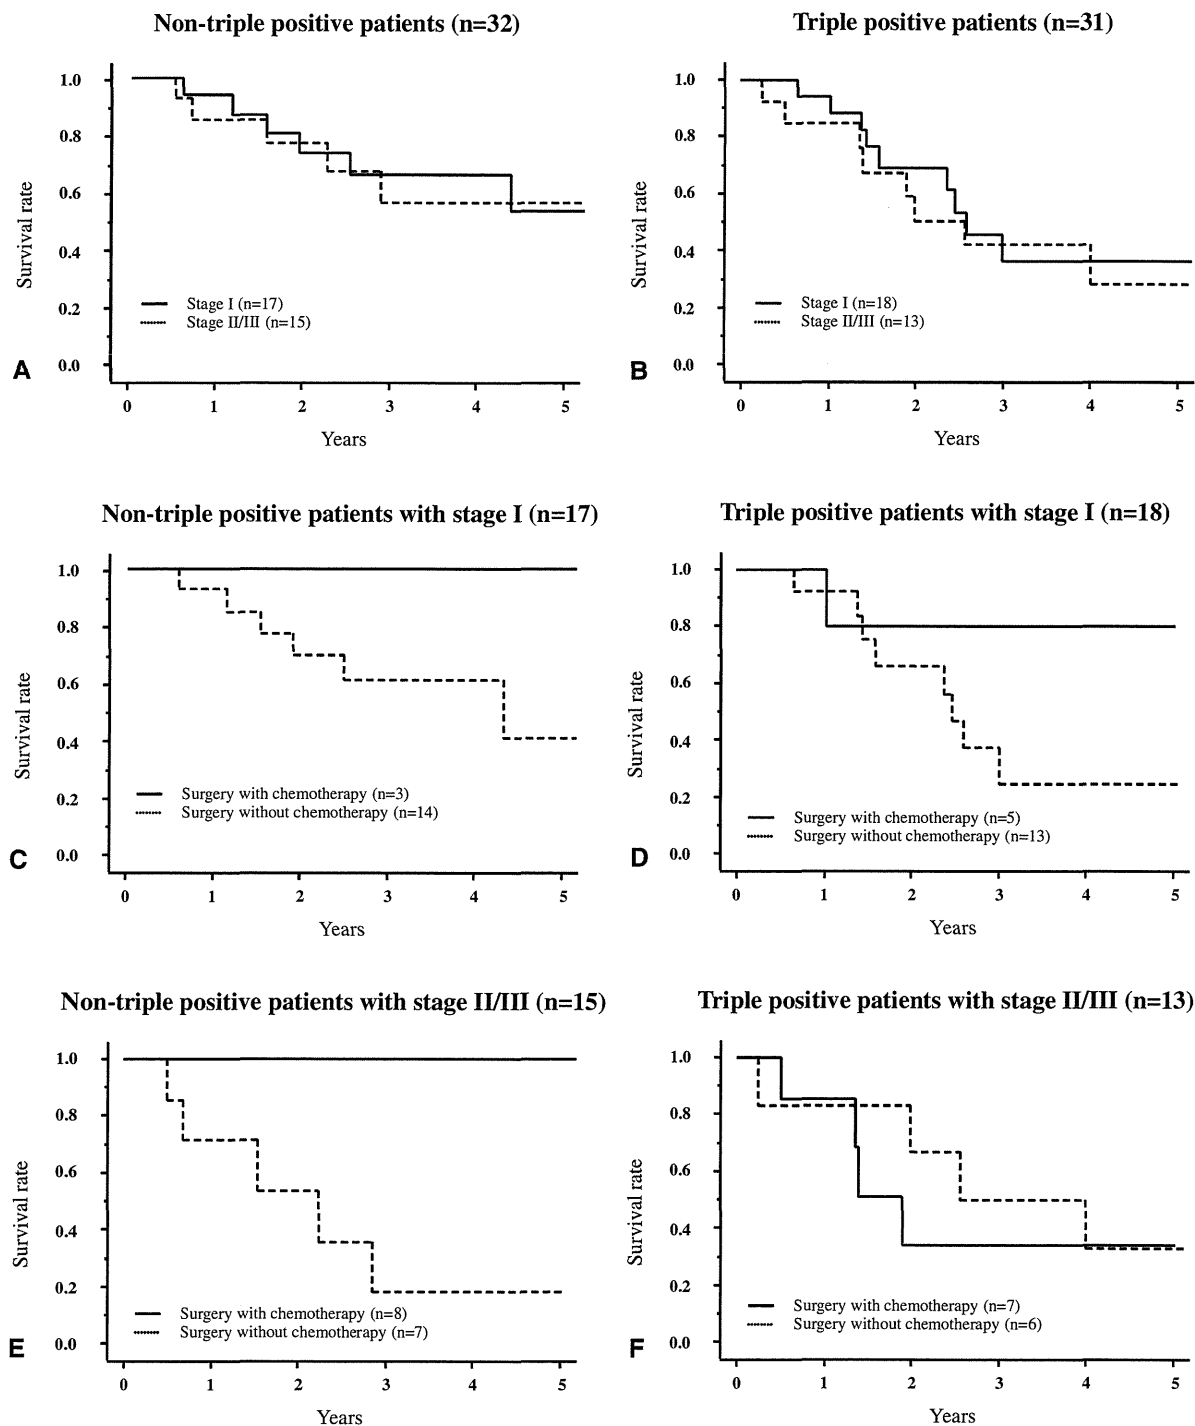 Non-triple positive patients (n=32)
1.0
0.8
0.6
0.4
0.2
0.0
Survival rate
Stage I (n=17)
Stage II/III (n=15)
A
0 1 2 3 4 5
Years
Triple positive patients (n=31)
1.0
0.8
0.6
0.4
0.2
0.0
Survival rate
Stage I (n=18)
Stage II/III (n=13)
B
0 1 2 3 4 5
Years
Non-triple positive patients with stage I (n=17)
1.0
0.8
0.6
0.4
0.2
0.0
Survival rate
Surgery with chemotherapy (n=3)
Surgery without chemotherapy (n=14)
C
0 1 2 3 4 5
Years
Triple positive patients with stage I (n=18)
1.0
0.8
0.6
0.4
0.2
0.0
Survival rate
Surgery with chemotherapy (n=5)
Surgery without chemotherapy (n=13)
D
0 1 2 3 4 5
Years
Non-triple positive patients with stage II/III (n=15)
1.0
0.8
0.6
0.4
0.2
0.0
Survival rate
Surgery with chemotherapy (n=8)
Surgery without chemotherapy (n=7)
E
0 1 2 3 4 5
Years
Triple positive patients with stage II/III (n=13)
1.0
0.8
0.6
0.4
0.2
0.0
Survival rate
Surgery with chemotherapy (n=7)
Surgery without chemotherapy (n=6)
F
0 1 2 3 4 5
Years